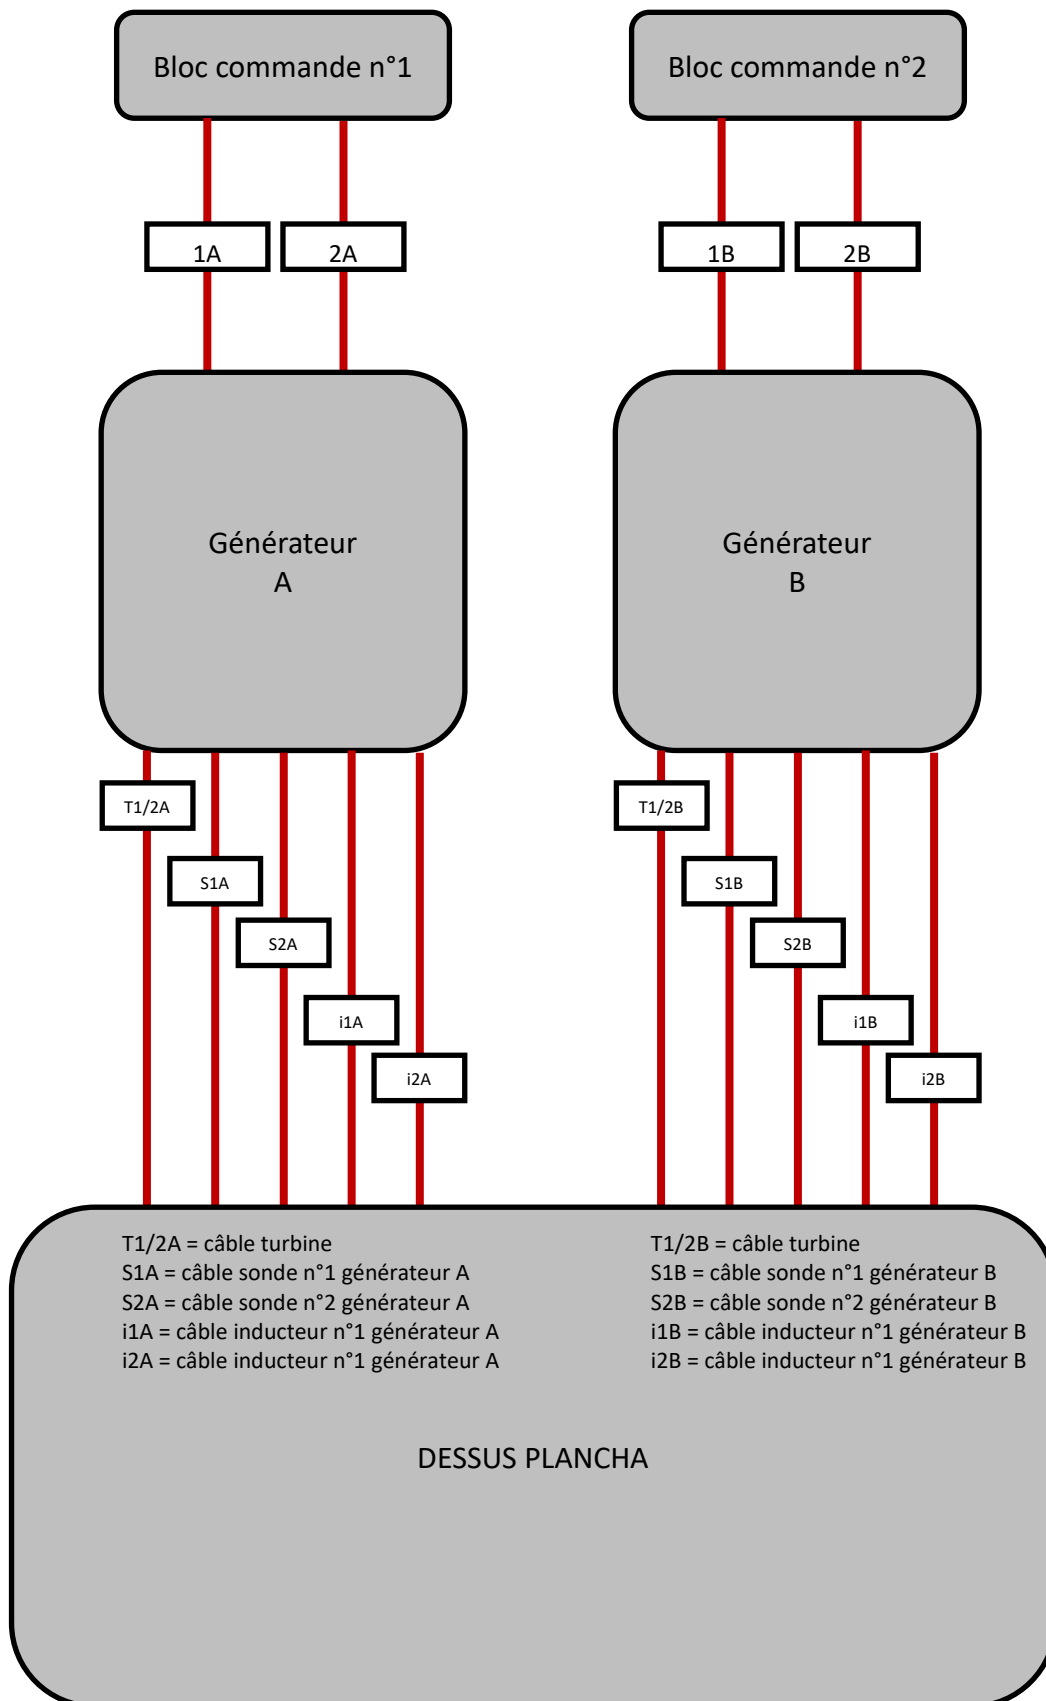 Bloc commande n°1
Bloc commande n°2
1A
2A
1B
2B
Générateur
A
Générateur
B
T1/2A
T1/2B
S1A
S1B
S2A
S2B
i1A
i1B
i2A
i2B
T1/2A = câble turbine
S1A = câble sonde n°1 générateur A
S2A = câble sonde n°2 générateur A
i1A = câble inducteur n°1 générateur A
i2A = câble inducteur n°1 générateur A
T1/2B = câble turbine
S1B = câble sonde n°1 générateur B
S2B = câble sonde n°2 générateur B
i1B = câble inducteur n°1 générateur B
i2B = câble inducteur n°1 générateur B
DESSUS PLANCHA